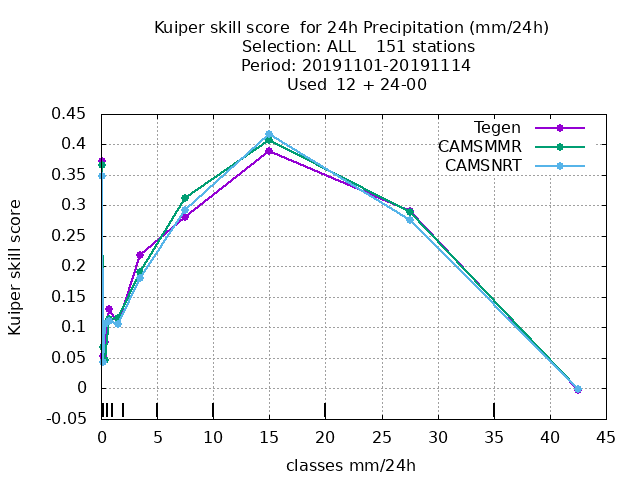 Kuiper skill score  for 24h Precipitation (mm/24h)
Selection: ALL    151 stations
Period: 20191101-20191114
Used  12 + 24-00
Tegen
CAMSMMR
CAMSNRT
0.45
0.4
0.35
0.3
0.25
0.2
0.15
0.1
0.05
0
-0.05
Kuiper skill score
0 5 10 15 20 25 30 35 40 45
classes mm/24h